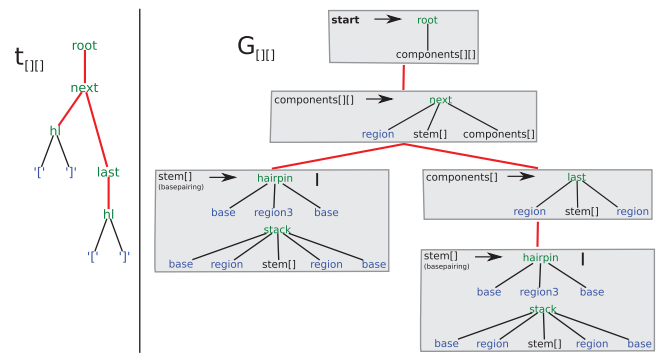 t[][]
root
next
hl
'[' ']'
last
hl
'[' ']'
G[][]
start root
components[][]
components[][] next
region stem[] components[]
stem[] hairpin |
(basepairing)
base region3 base
stack
base region stem[] region base
components[] last
region stem[] region
stem[] hairpin |
(basepairing)
base region3 base
stack
base region stem[] region base